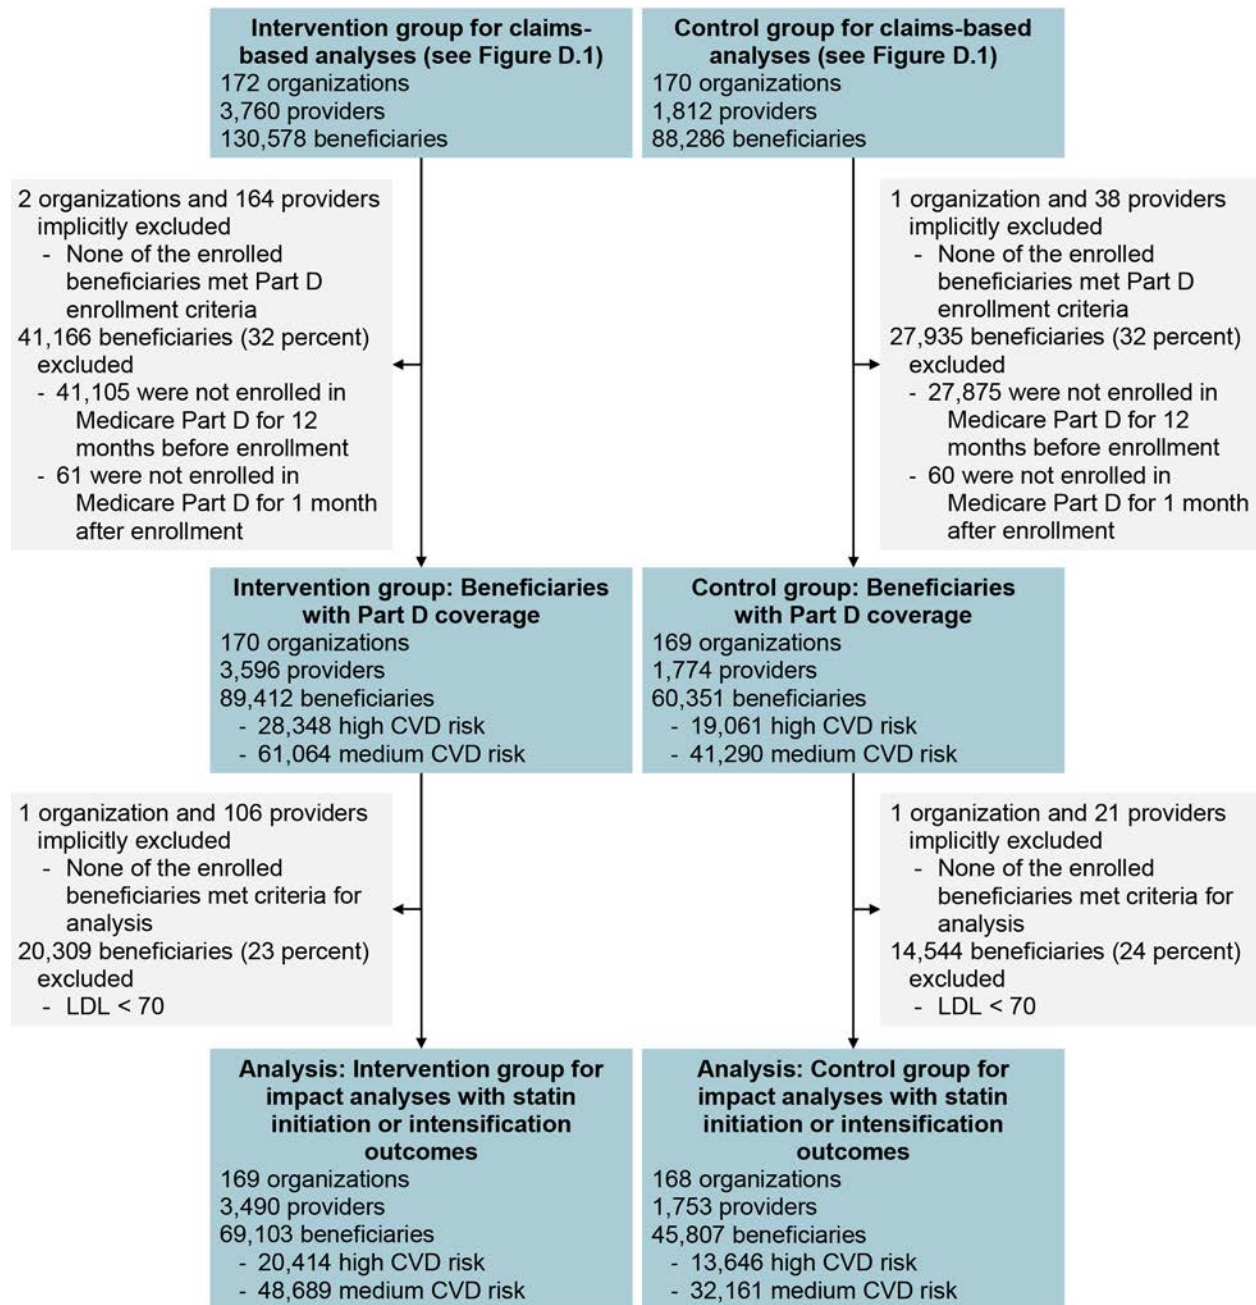 Intervention group for claims-
based analyses (see Figure D.1)
172 organizations
3,760 providers
130,578 beneficiaries
Control group for claims-based
analyses (see Figure D.1)
170 organizations
1,812 providers
88,286 beneficiaries
2 organizations and 164 providers
implicitly excluded
- None of the enrolled
beneficiaries met Part D
enrollment criteria
41,166 beneficiaries (32 percent)
excluded
- 41,105 were not enrolled in
Medicare Part D for 12
months before enrollment
- 61 were not enrolled in
Medicare Part D for 1 month
after enrollment
1 organization and 38 providers
implicitly excluded
- None of the enrolled
beneficiaries met Part D
enrollment criteria
27,935 beneficiaries (32 percent)
excluded
- 27,875 were not enrolled in
Medicare Part D for 12
months before enrollment
- 60 were not enrolled in
Medicare Part D for 1 month
after enrollment
Intervention group: Beneficiaries
with Part D coverage
170 organizations
3,596 providers
89,412 beneficiaries
- 28,348 high CVD risk
- 61,064 medium CVD risk
Control group: Beneficiaries
with Part D coverage
169 organizations
1,774 providers
60,351 beneficiaries
- 19,061 high CVD risk
- 41,290 medium CVD risk
1 organization and 106 providers
implicitly excluded
- None of the enrolled
beneficiaries met criteria for
analysis
20,309 beneficiaries (23 percent)
excluded
- LDL < 70
1 organization and 21 providers
implicitly excluded
- None of the enrolled
beneficiaries met criteria for
analysis
14,544 beneficiaries (24 percent)
excluded
- LDL < 70
Analysis: Intervention group for
impact analyses with statin
initiation or intensification
outcomes
169 organizations
3,490 providers
69,103 beneficiaries
- 20,414 high CVD risk
- 48,689 medium CVD risk
Analysis: Control group for
impact analyses with statin
initiation or intensification
outcomes
168 organizations
1,753 providers
45,807 beneficiaries
- 13,646 high CVD risk
- 32,161 medium CVD risk